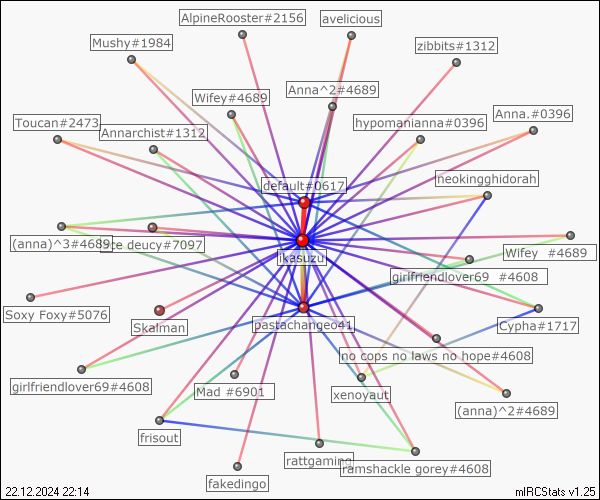 AlpineRooster#2156
avelicious
Mushy#1984
zibbits#1312
Anna^2#4689
Wifey#4689
Toucan#2473
Annarchist#1312
hypomanianna#0396
Anna.#0396
default#0617
neokingghidorah
(anna)^3#4689
ace deucy#7097
ikasuzu
Wifey #4689
girlfriendlover69 #4608
Soxy Foxy#5076
Skalman
pastachangeo41
Cypha#1717
no cops no laws no hope#4608
girlfriendlover69#4608
Mad #6901
xenoyaut
(anna)^2#4689
frisout
rattgaming
ramshackle gorey#4608
fakedingo
22.12.2024 22:14
mIRCStats v1.25